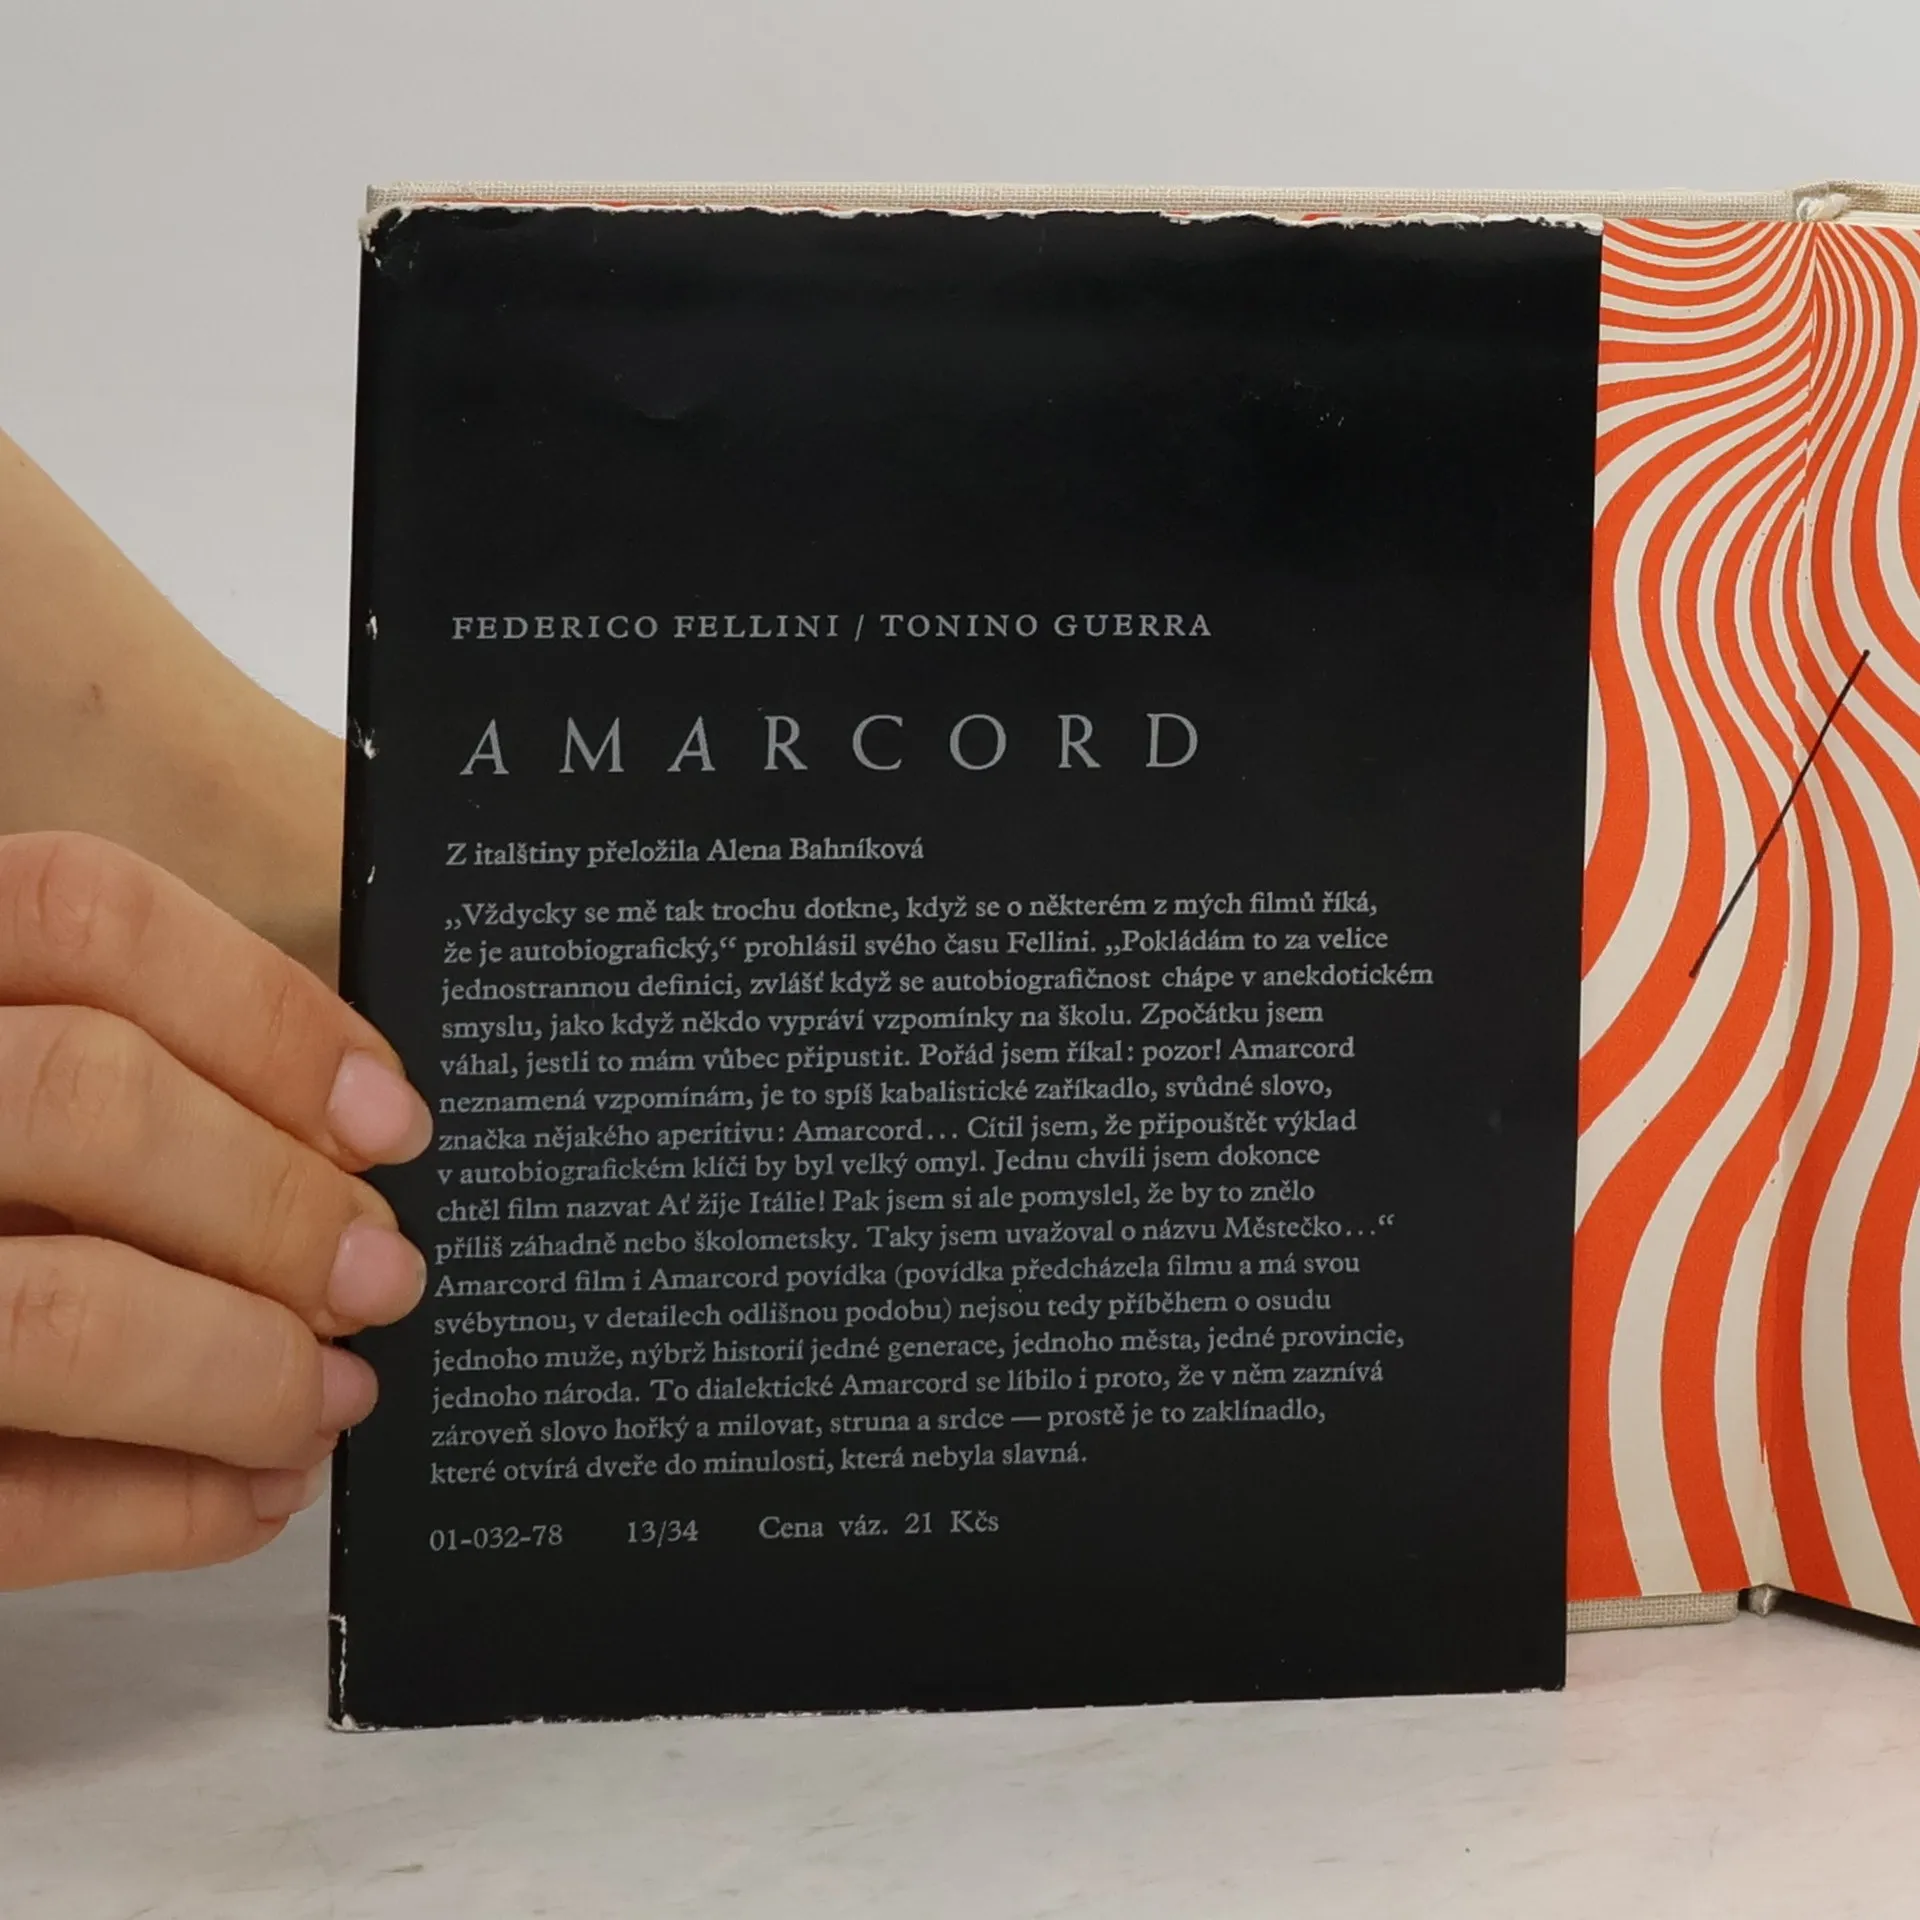 FEDERICO FELLINI / TONINO GUERRA
AMARCORD
Z italštiny přeložila Alena Bahníková
„Vždycky se mě tak trochu dotkne, když se o některém z mých filmů říká,
že je autobiografický,“ prohlásil svého času Fellini. „Pokládám to za velice
jednostrannou definici, zvlášť když se autobiografičnost chápe v anekdotickém
smyslu, jako když někdo vypráví vzpomínky na školu. Zpočátku jsem
váhal, jestli to mám vůbec připustit. Pořád jsem říkal: pozor! Amarcord
neznamená vzpomínám, je to spíš kabalistické zaříkadlo, svůdné slovo,
značka nějakého aperitivu: Amarcord... Cítil jsem, že připouštět výklad
v autobiografickém klíči by byl velký omyl. Jednu chvíli jsem dokonce
chtěl film nazvat Ať žije Itálie! Pak jsem si ale pomyslel, že by to znělo
příliš záhadně nebo školometsky. Taky jsem uvažoval o názvu Městečko...“
Amarcord film i Amarcord povídka (povídka předcházela filmu a má svou
svébytnou, v detailech odlišnou podobu) nejsou tedy příběhem o osudu
jednoho muže, nýbrž historií jedné generace, jednoho města, jedné provincie,
jednoho národa. To dialektické Amarcord se líbilo i proto, že v něm zaznívá
zároveň slovo hořký a milovat, struna a srdce — prostě je to zaklínadlo,
které otvírá dveře do minulosti, která nebyla slavná.
01-032-78 13/34 Cena váz. 21 Kčs